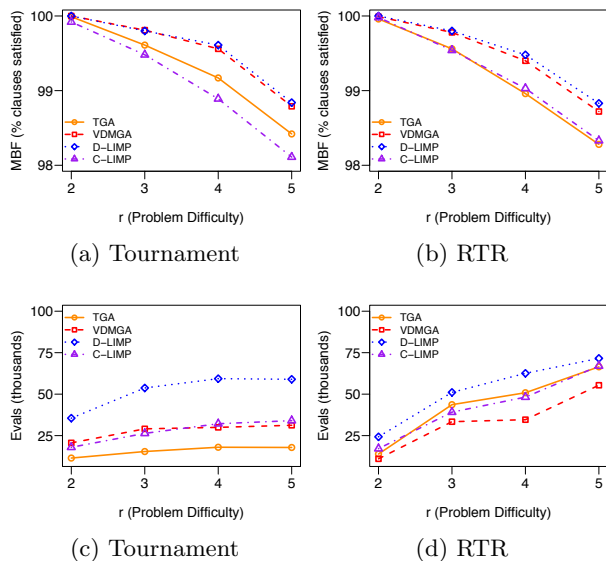 MBF (% clauses satisfied)
100
99
98
TGA
VDMGA
D−LIMP
C−LIMP
2 3 4 5
r (Problem Difficulty)
(a) Tournament
MBF (% clauses satisfied)
100
99
98
TGA
VDMGA
D−LIMP
C−LIMP
2 3 4 5
r (Problem Difficulty)
(b) RTR
Evals (thousands)
100
75
50
25
TGA
VDMGA
D−LIMP
C−LIMP
2 3 4 5
r (Problem Difficulty)
(c) Tournament
Evals (thousands)
100
75
50
25
TGA
VDMGA
D−LIMP
C−LIMP
2 3 4 5
r (Problem Difficulty)
(d) RTR